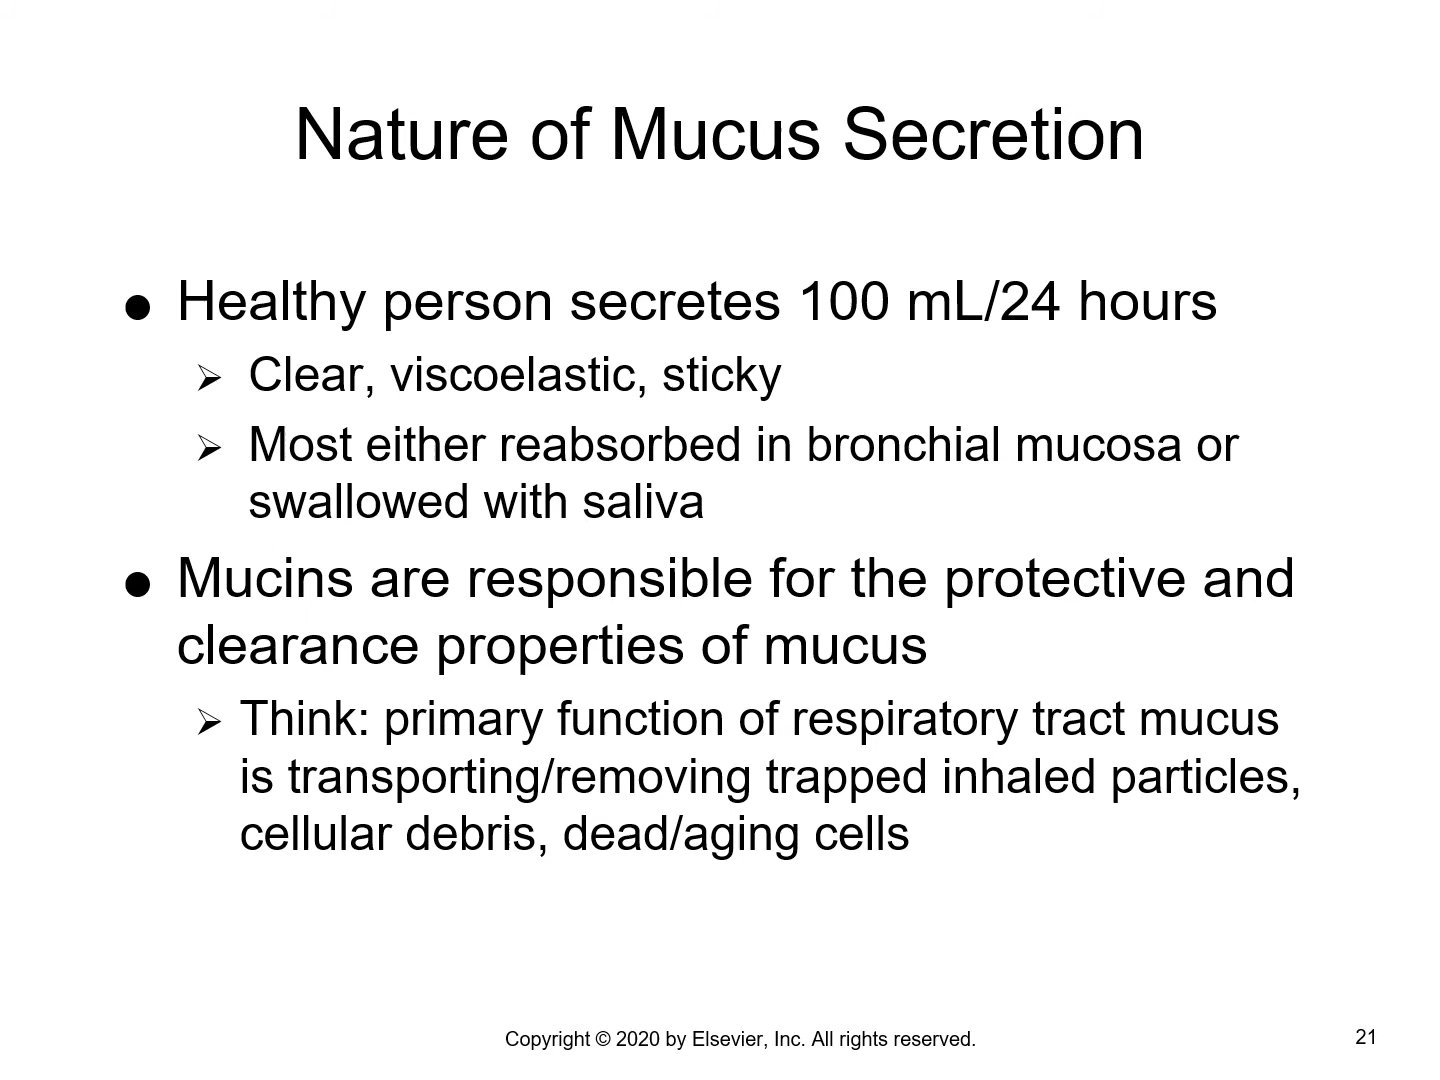 Nature of Mucus Secretion
● Healthy person secretes 100 mL/24 hours
➢ Clear, viscoelastic, sticky
➢ Most either reabsorbed in bronchial mucosa or
swallowed with saliva
● Mucins are responsible for the protective and
clearance properties of mucus
➢ Think: primary function of respiratory tract mucus
is transporting/removing trapped inhaled particles,
cellular debris, dead/aging cells
Copyright © 2020 by Elsevier, Inc. All rights reserved.
21